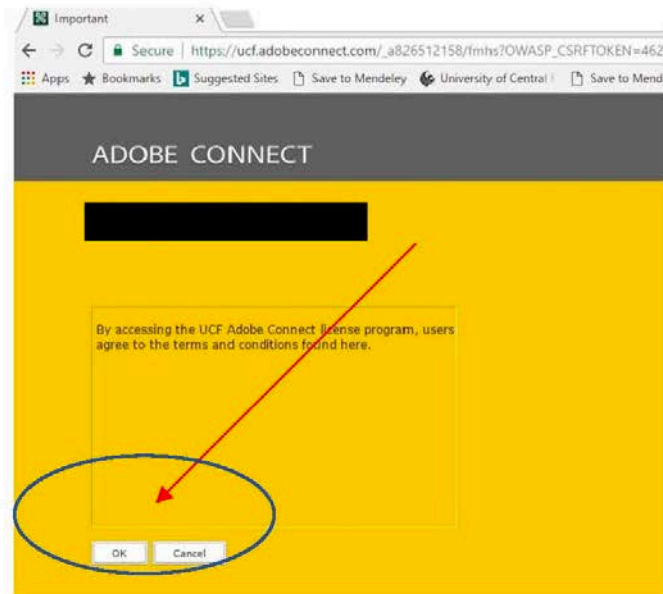 Important
Secure | https://ucf.adobeconnect.com/_a826512158/fmhs?OWASP_CSRFTOKEN=462
Apps Bookmarks Suggested Sites Save to Mendeley University of Central Save to Mend
ADOBE CONNECT
By accessing the UCF Adobe Connect license program, users
agree to the terms and conditions found here.
OK Cancel